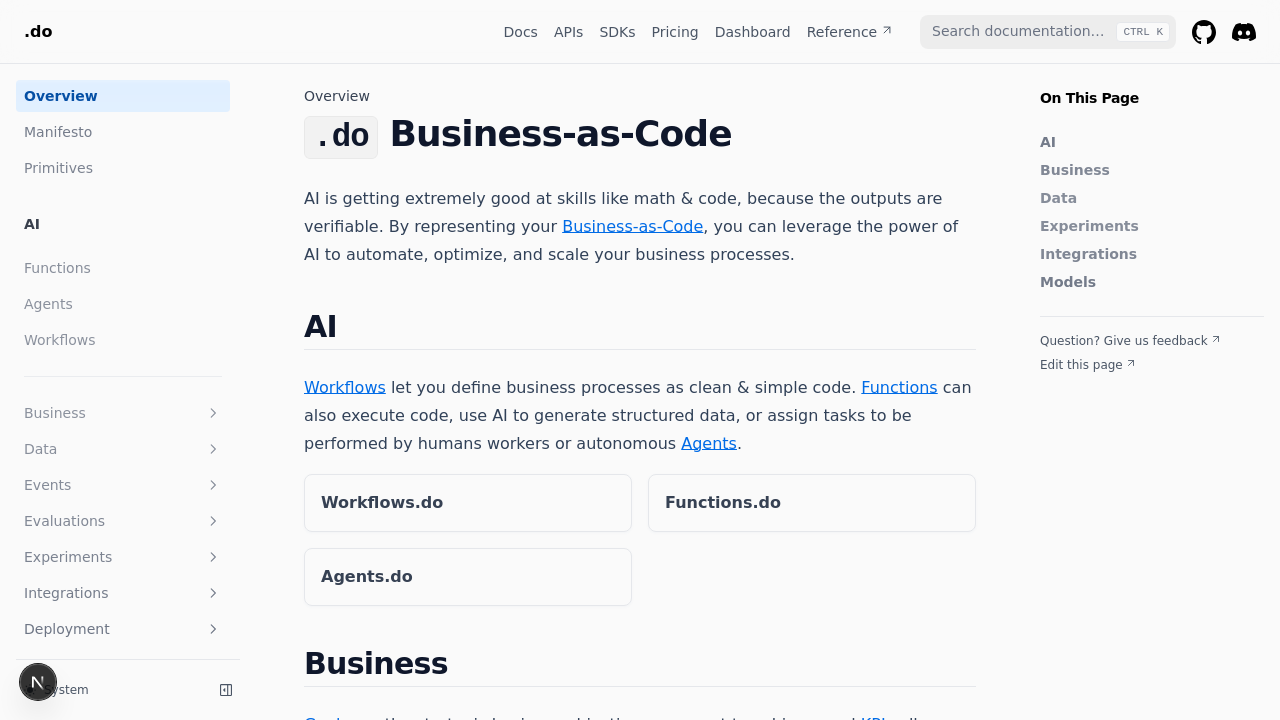 .do
Docs APIs SDKs Pricing Dashboard Reference
Search documentation… CTRL K
Overview
Manifesto
Primitives
AI
Functions
Agents
Workflows
Business
Data
Events
Evaluations
Experiments
Integrations
Deployment
N
System
Overview
.do Business-as-Code
AI is getting extremely good at skills like math & code, because the outputs are
verifiable. By representing your Business-as-Code, you can leverage the power of
AI to automate, optimize, and scale your business processes.
AI
Workflows let you define business processes as clean & simple code. Functions can
also execute code, use AI to generate structured data, or assign tasks to be
performed by humans workers or autonomous Agents.
Workflows.do
Functions.do
Agents.do
Business
On This Page
AI
Business
Data
Experiments
Integrations
Models
Question? Give us feedback
Edit this page